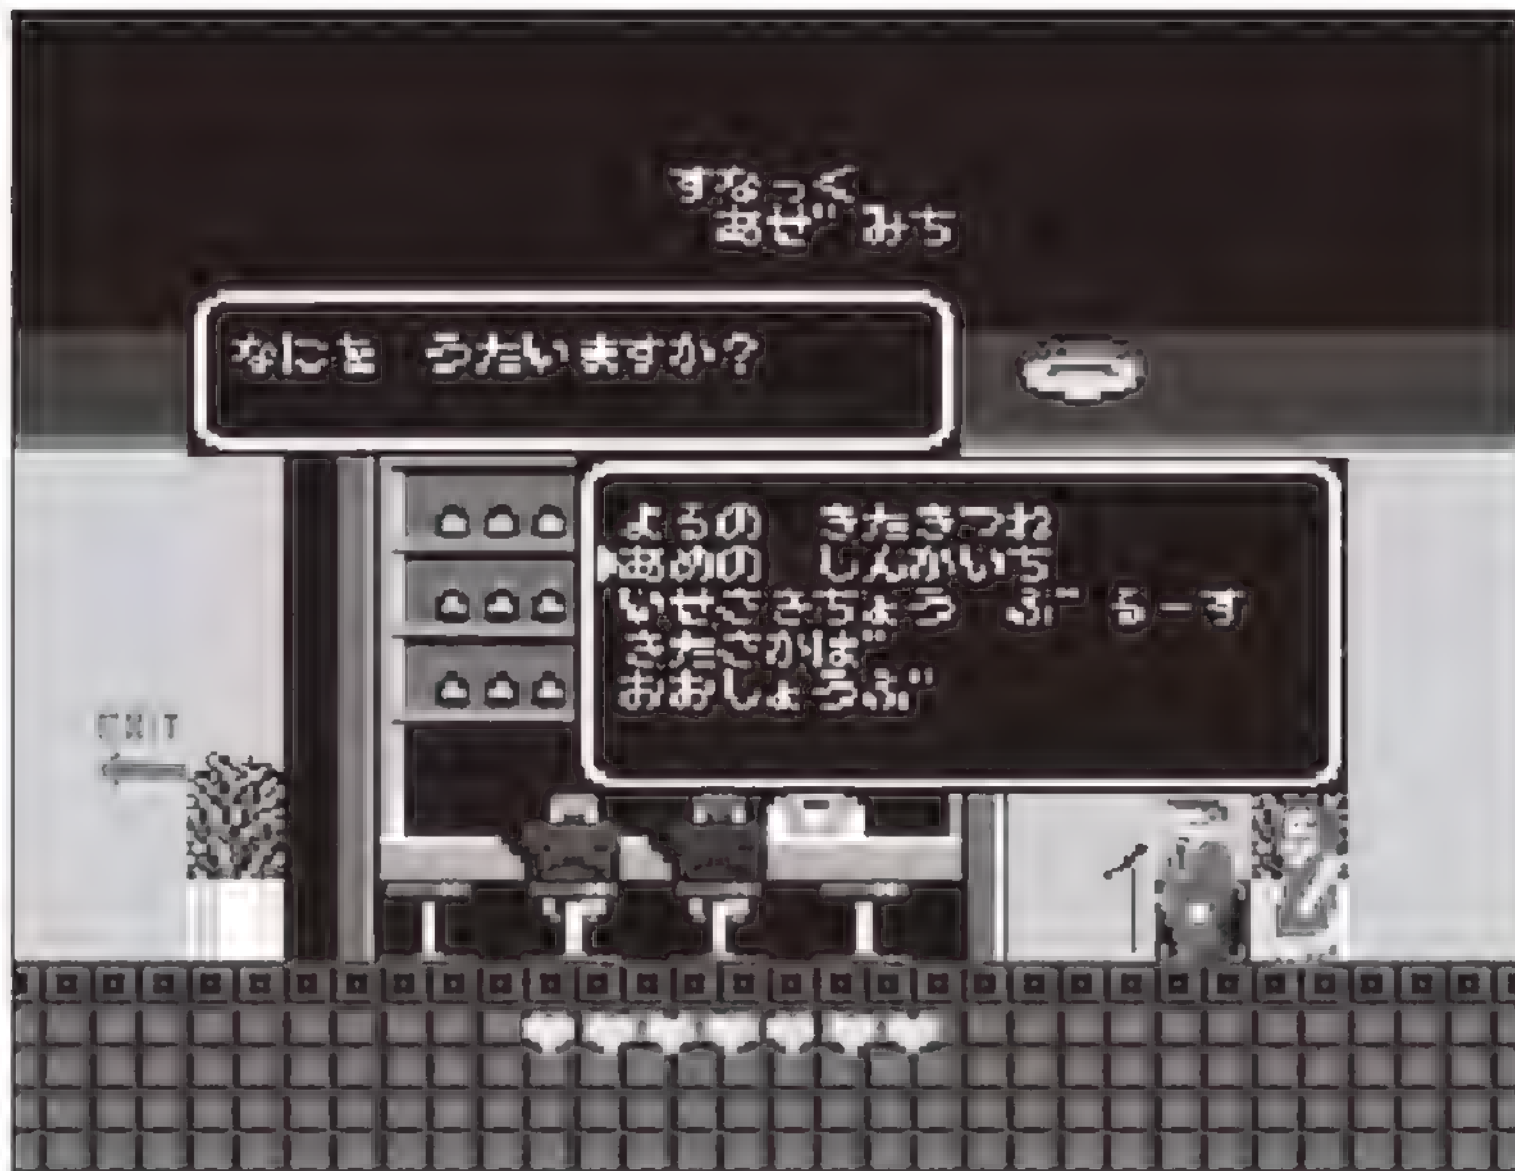 すなっく
あぜみち
なにを うたいますか？
よるの きたきつね
あめの しんかいち
いせざきちょう ぶるーす
きたさかば
おおしょうぶ
EXIT